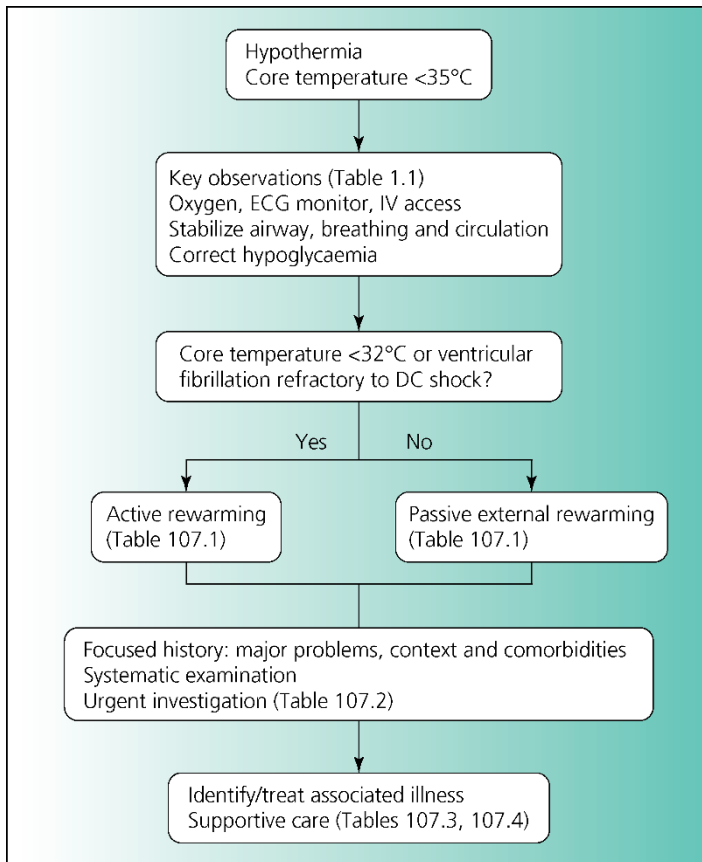 Hypothermia
Core temperature <35°C
Key observations (Table 1.1)
Oxygen, ECG monitor, IV access
Stabilize airway, breathing and circulation
Correct hypoglycaemia
Core temperature <32°C or ventricular
fibrillation refractory to DC shock?
Yes
No
Active rewarming
(Table 107.1)
Passive external rewarming
(Table 107.1)
Focused history: major problems, context and comorbidities
Systematic examination
Urgent investigation (Table 107.2)
Identify/treat associated illness
Supportive care (Tables 107.3, 107.4)